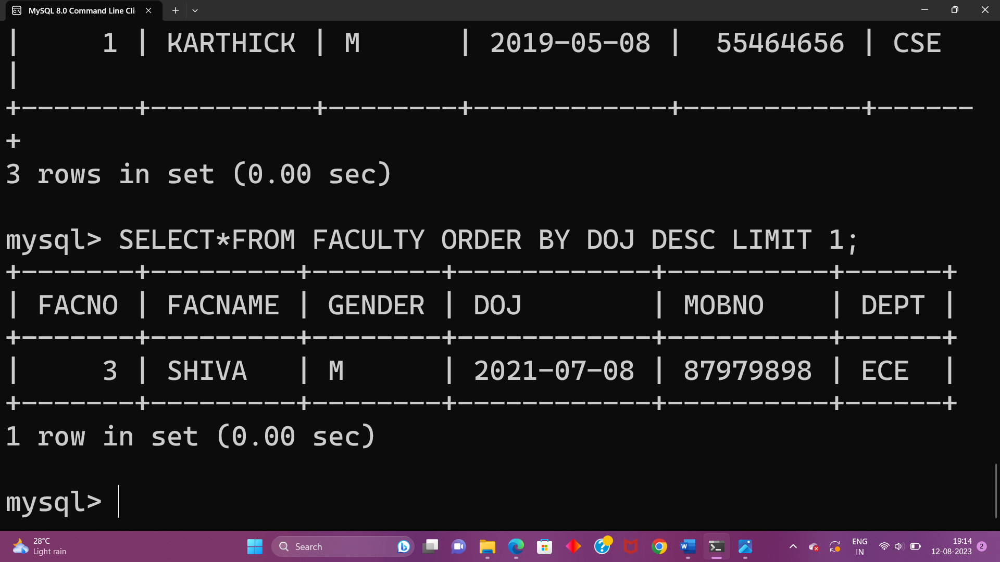 MySQL 8.0 Command Line Cli
|     1 | KARTHICK | M      | 2019-05-08 |  55464656 | CSE
|
+-------+----------+--------+------------+-----------+------
+
3 rows in set (0.00 sec)
mysql> SELECT*FROM FACULTY ORDER BY DOJ DESC LIMIT 1;
+-------+---------+--------+------------+----------+------+
| FACNO | FACNAME | GENDER | DOJ        | MOBNO    | DEPT |
+-------+---------+--------+------------+----------+------+
|     3 | SHIVA   | M      | 2021-07-08 | 87979898 | ECE  |
+-------+---------+--------+------------+----------+------+
1 row in set (0.00 sec)
mysql>
28°C
Light rain
Search
ENG
IN
19:14
12-08-2023
2